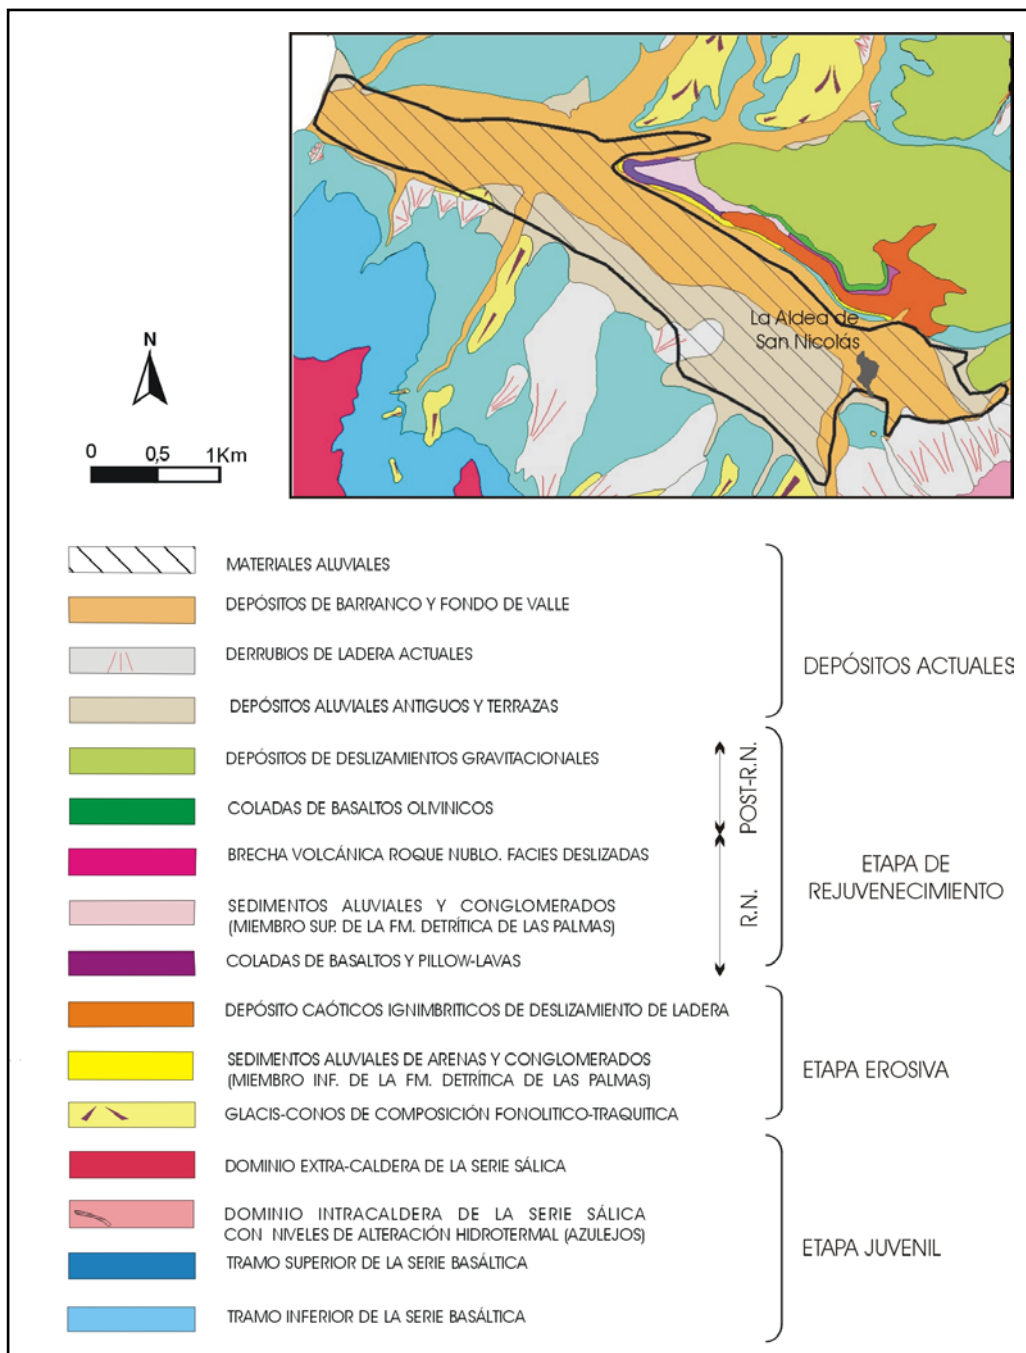 La Aldea de
San Nicolás
N
0 0,5 1Km
MATERIALES ALUVIALES
DEPÓSITOS DE BARRANCO Y FONDO DE VALLE
DERRUBIOS DE LADERA ACTUALES
DEPÓSITOS ALUVIALES ANTIGUOS Y TERRAZAS
DEPÓSITOS ACTUALES
DEPÓSITOS DE DESLIZAMIENTOS GRAVITACIONALES
COLADAS DE BASALTOS OLIVINICOS
POST-R.N.
BRECHA VOLCÁNICA ROQUE NUBLO. FACIES DESLIZADAS
SEDIMENTOS ALUVIALES Y CONGLOMERADOS
(MIEMBRO SUP. DE LA FM. DETRÍTICA DE LAS PALMAS)
COLADAS DE BASALTOS Y PILLOW-LAVAS
R.N.
ETAPA DE
REJUVENECIMIENTO
DEPÓSITO CAÓTICOS IGNIMBRITICOS DE DESLIZAMIENTO DE LADERA
SEDIMENTOS ALUVIALES DE ARENAS Y CONGLOMERADOS
(MIEMBRO INF. DE LA FM. DETRÍTICA DE LAS PALMAS)
GLACIS-CONOS DE COMPOSICIÓN FONOLITICO-TRAQUITICA
ETAPA EROSIVA
DOMINIO EXTRA-CALDERA DE LA SERIE SÁLICA
DOMINIO INTRACALDERA DE LA SERIE SÁLICA
CON NIVELES DE ALTERACIÓN HIDROTERMAL (AZULEJOS)
TRAMO SUPERIOR DE LA SERIE BASÁLTICA
TRAMO INFERIOR DE LA SERIE BASÁLTICA
ETAPA JUVENIL